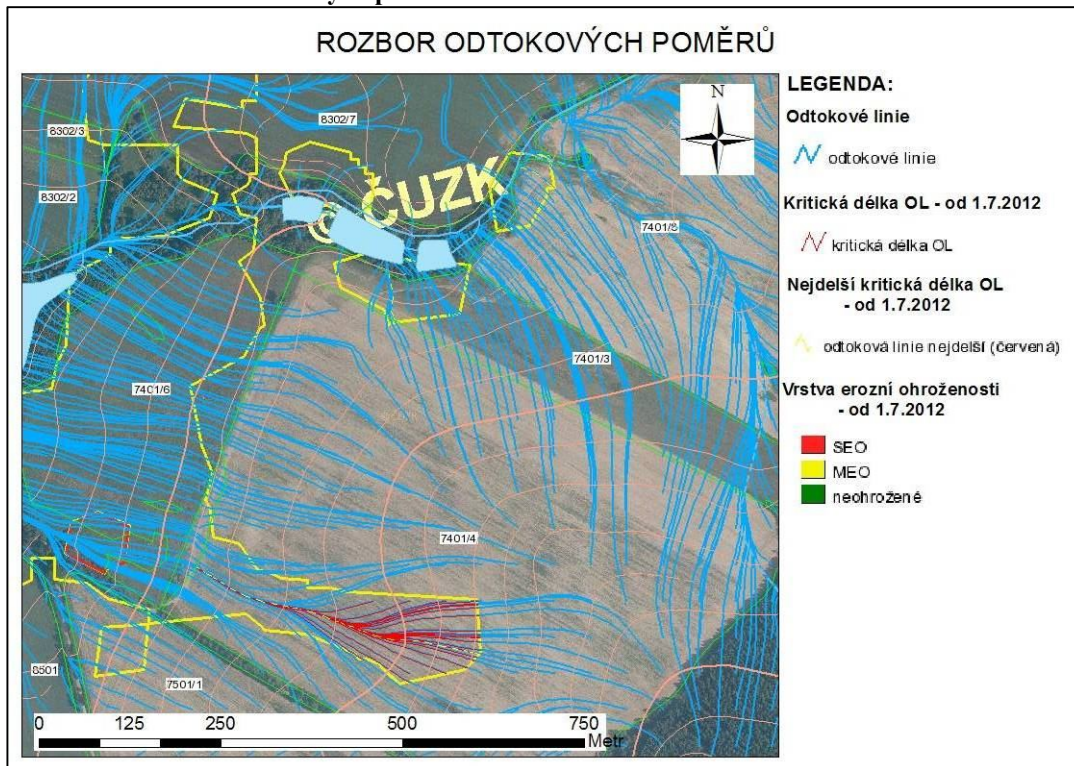 ROZBOR ODTOKOVÝCH POMĚRŮ
8302/3
8302/7
8302/2
© ČUZK
N
7401/8
7401/3
7401/6
7401/4
8501
7501/1
0 125 250 500 750
Metr
LEGENDA:
Odtokové linie
odtokové linie
Kritická délka OL - od 1.7.2012
kritická délka OL
Nejdelší kritická délka OL
- od 1.7.2012
odtoková linie nejdelší (červená)
Vrstva erozní ohroženosti
- od 1.7.2012
SEO
MEO
neohrožené